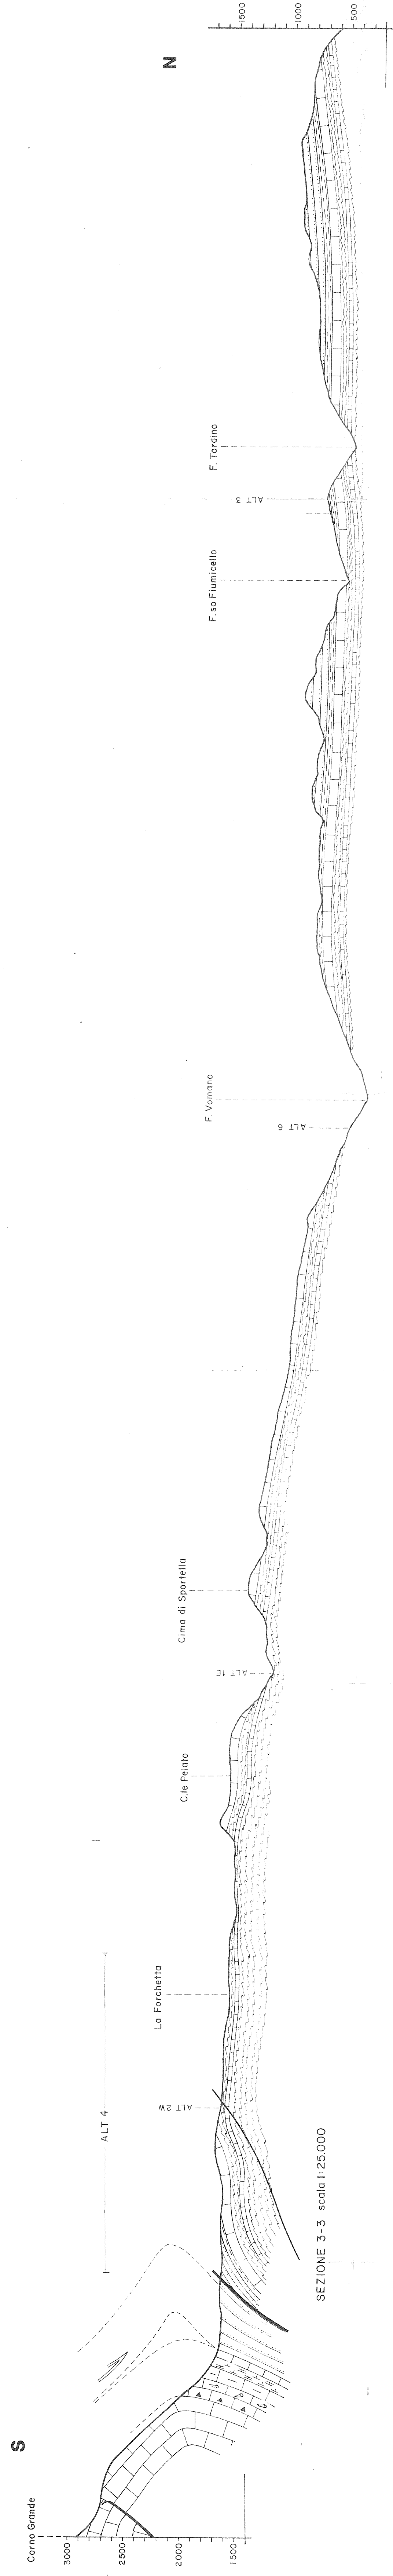 S
N
Corno Grande
3000
2500
2000
1500
ALT 4
ALT 2W
La Forchetta
C.le Pelato
ALT 1E
Cima di Sportella
ALT 6
F. Vomano
F.so Fiumicello
ALT 3
F. Tordino
1500
1000
500
SEZIONE 3-3 scala 1:25.000